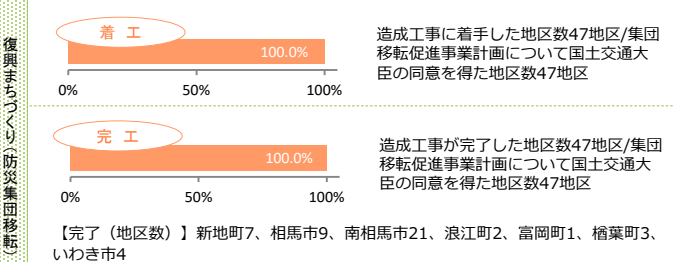 復興まちづくり（防災集団移転）
着 工
100.0%
0% 50% 100%
造成工事に着手した地区数47地区/集団
移転促進事業計画について国土交通大
臣の同意を得た地区数47地区
完 工
100.0%
0% 50% 100%
造成工事が完了した地区数47地区/集団
移転促進事業計画について国土交通大
臣の同意を得た地区数47地区
【完了（地区数）】新地町7、相馬市9、南相馬市21、浪江町2、富岡町1、楢葉町3、
いわき市4